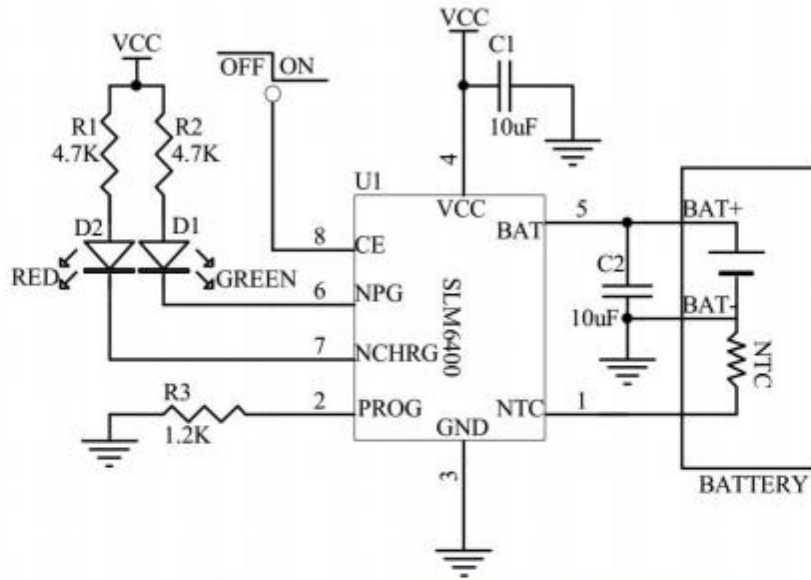 VCC
VCC
C1
10uF
OFF ON
R1
4.7K
R2
4.7K
4
U1
VCC
D2
D1
RED
GREEN
8
CE
BAT
5
BAT+
6
NPG
SLM6400
C2
10uF
BAT-
7
NCHRG
NTC
R3
1.2K
2
PROG
NTC
1
GND
3
BATTERY